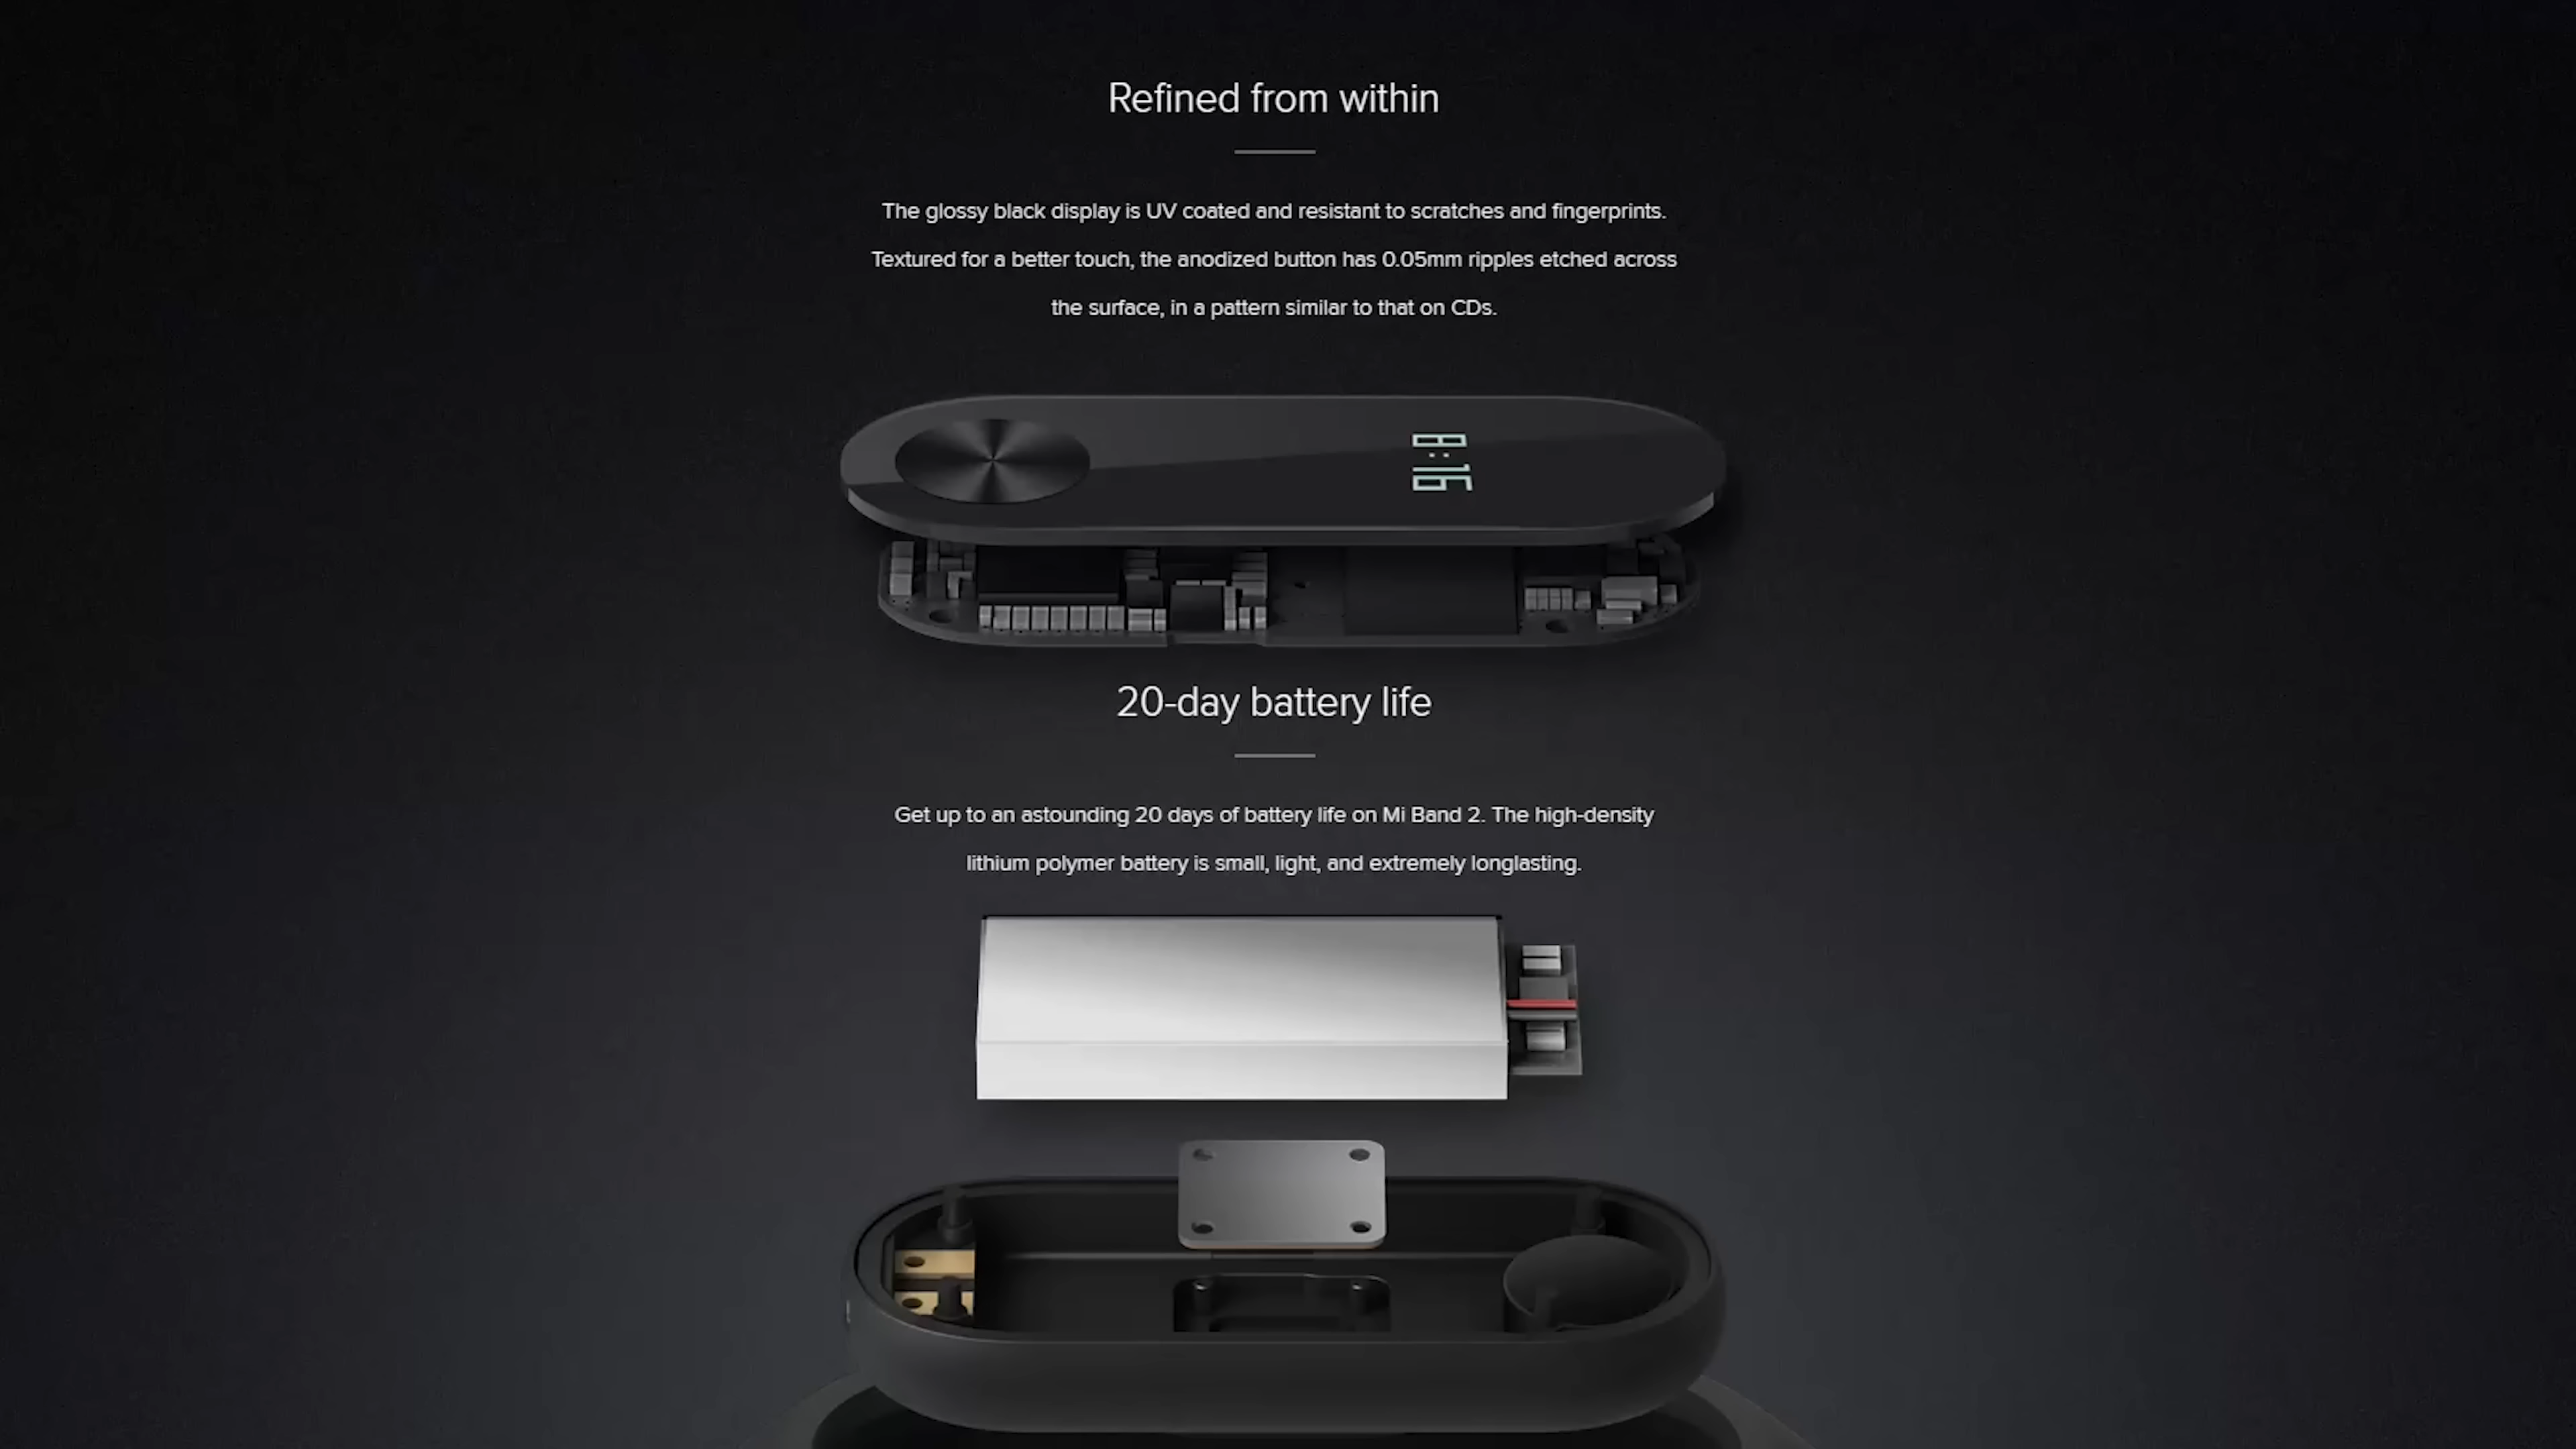 Refined from within
The glossy black display is UV coated and resistant to scratches and fingerprints.
Textured for a better touch, the anodized button has 0.05mm ripples etched across
the surface, in a pattern similar to that on CDs.
8:16
20-day battery life
Get up to an astounding 20 days of battery life on Mi Band 2. The high-density
lithium polymer battery is small, light, and extremely longlasting.